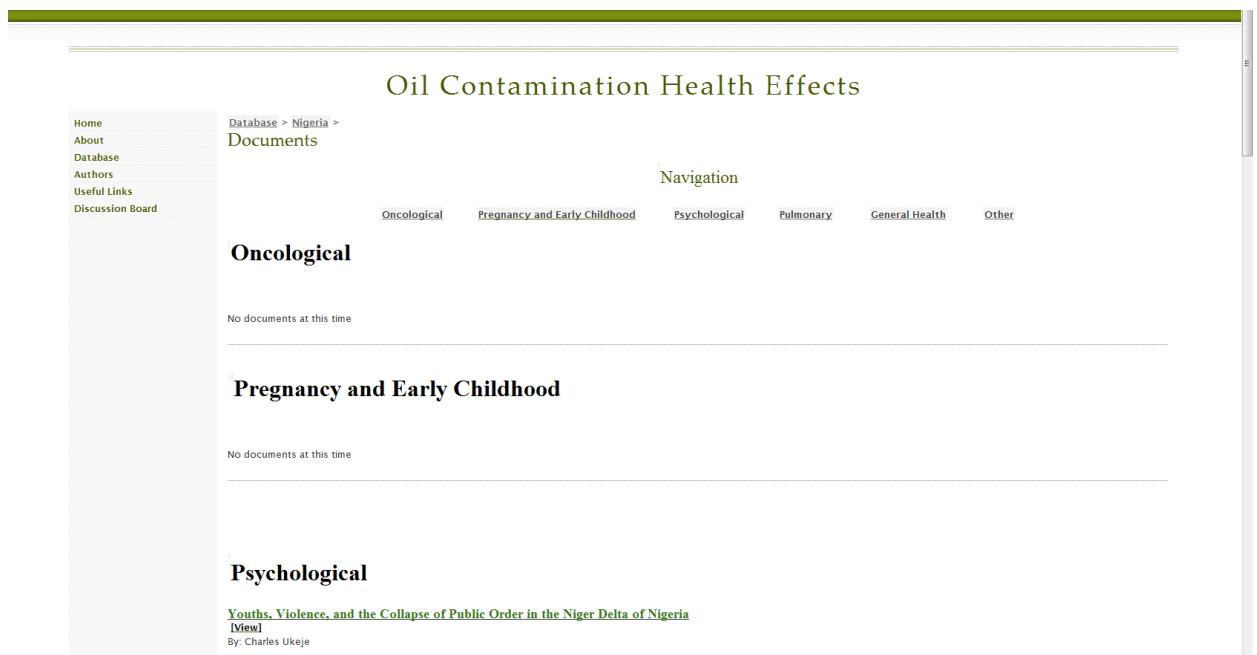 Oil Contamination Health Effects
Home
About
Database
Authors
Useful Links
Discussion Board
Database > Nigeria >
Documents
Navigation
Oncological Pregnancy and Early Childhood Psychological Pulmonary General Health Other
Oncological
No documents at this time
Pregnancy and Early Childhood
No documents at this time
Psychological
Youths, Violence, and the Collapse of Public Order in the Niger Delta of Nigeria
[View]
By: Charles Ukeje